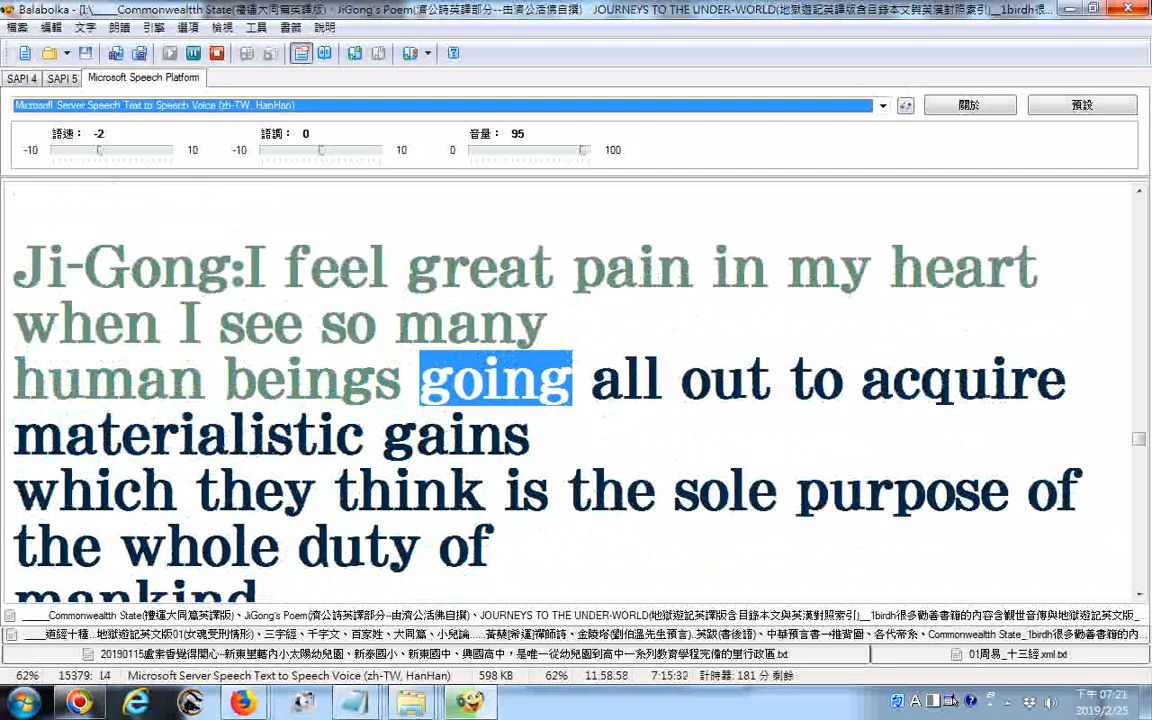 Balabolka - [I:\_____Commonwealtth State(禮運大同篇英譯版)、JiGong's Poem(濟公詩英譯部分--由濟公活佛自撰)、JOURNEYS TO THE UNDER-WORLD(地獄遊記英譯版含目錄本文與英漢對照索引)__1birdh很...
檔案 編輯 文字 朗讀 引擎 選項 檢視 工具 書籤 說明
SAPI 4 SAPI 5 Microsoft Speech Platform
Microsoft Server Speech Text to Speech Voice (zh-TW, HanHan)
關於 預設
語速： -2 語調： 0 音量： 95
-10 10 -10 10 0 100
Ji-Gong:I feel great pain in my heart
when I see so many
human beings going all out to acquire
materialistic gains
which they think is the sole purpose of
the whole duty of
mankind.
_____Commonwealtth State(禮運大同篇英譯版)、JiGong's Poem(濟公詩英譯部分--由濟公活佛自撰)、JOURNEYS TO THE UNDER-WORLD(地獄遊記英譯版含目錄本文與英漢對照索引)__1birdh很多勸善書籍的內容含觀世音傳與地獄遊記英文版...
20190115盧家皆覺得開心--新東里轄內小太陽幼兒園、新泰國小、新東國中、興國高中，是唯一從幼兒園到高中一系列教育學程完備的里行政區.txt 01周易_十三經.xml.txt
62% 15379: 14 598 KB 62% Microsoft Server Speech Text to Speech Voice (zh-TW, HanHan) 11:58:58 計時器：181 分 剩餘
下午 07:21
2019/2/25